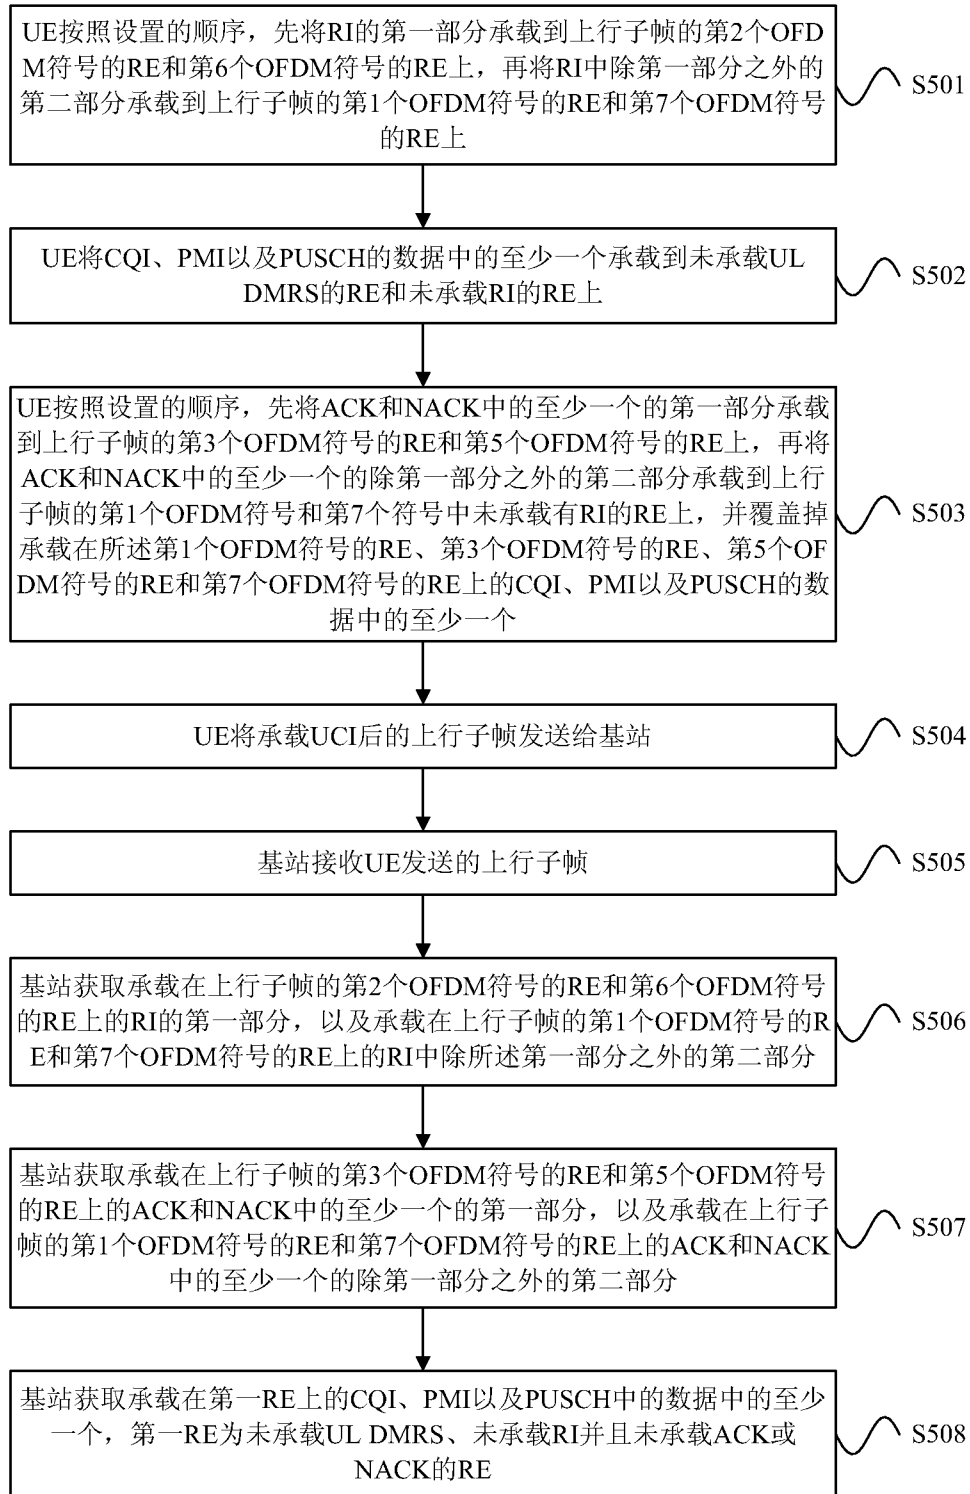 UE按照设置的顺序，先将RI的第一部分承载到上行子帧的第2个OFD
M符号的RE和第6个OFDM符号的RE上，再将RI中除第一部分之外的
第二部分承载到上行子帧的第1个OFDM符号的RE和第7个OFDM符号
的RE上
S501
UE将CQI、PMI以及PUSCH的数据中的至少一个承载到未承载UL
DMRS的RE和未承载RI的RE上
S502
UE按照设置的顺序，先将ACK和NACK中的至少一个的第一部分承载
到上行子帧的第3个OFDM符号的RE和第5个OFDM符号的RE上，再将
ACK和NACK中的至少一个的除第一部分之外的第二部分承载到上行
子帧的第1个OFDM符号和第7个符号中未承载有RI的RE上，并覆盖掉
承载在所述第1个OFDM符号的RE、第3个OFDM符号的RE、第5个OF
DM符号的RE和第7个OFDM符号的RE上的CQI、PMI以及PUSCH的数
据中的至少一个
S503
UE将承载UCI后的上行子帧发送给基站
S504
基站接收UE发送的上行子帧
S505
基站获取承载在上行子帧的第2个OFDM符号的RE和第6个OFDM符号
的RE上的RI的第一部分，以及承载在上行子帧的第1个OFDM符号的R
E和第7个OFDM符号的RE上的RI中除所述第一部分之外的第二部分
S506
基站获取承载在上行子帧的第3个OFDM符号的RE和第5个OFDM符号
的RE上的ACK和NACK中的至少一个的第一部分，以及承载在上行子
帧的第1个OFDM符号的RE和第7个OFDM符号的RE上的ACK和NACK
中的至少一个的除第一部分之外的第二部分
S507
基站获取承载在第一RE上的CQI、PMI以及PUSCH中的数据中的至少
一个，第一RE为未承载UL DMRS、未承载RI并且未承载ACK或
NACK的RE
S508